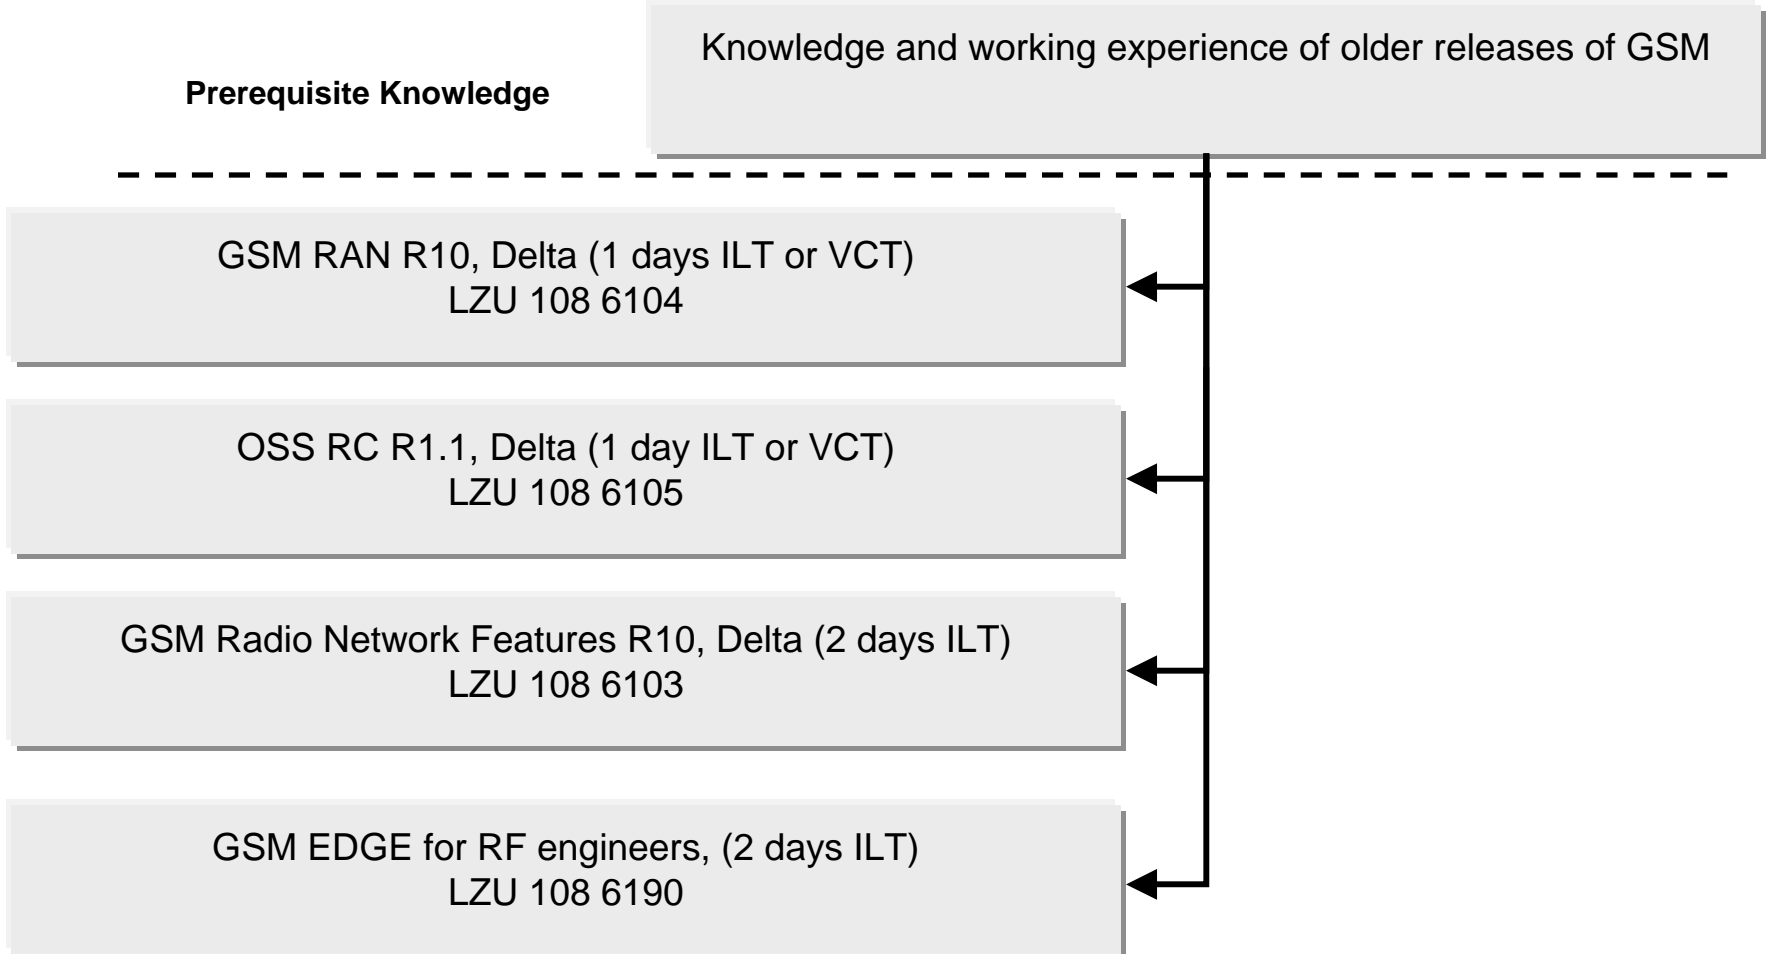 Knowledge and working experience of older releases of GSM
Prerequisite Knowledge
GSM RAN R10, Delta (1 days ILT or VCT)
LZU 108 6104
OSS RC R1.1, Delta (1 day ILT or VCT)
LZU 108 6105
GSM Radio Network Features R10, Delta (2 days ILT)
LZU 108 6103
GSM EDGE for RF engineers, (2 days ILT)
LZU 108 6190